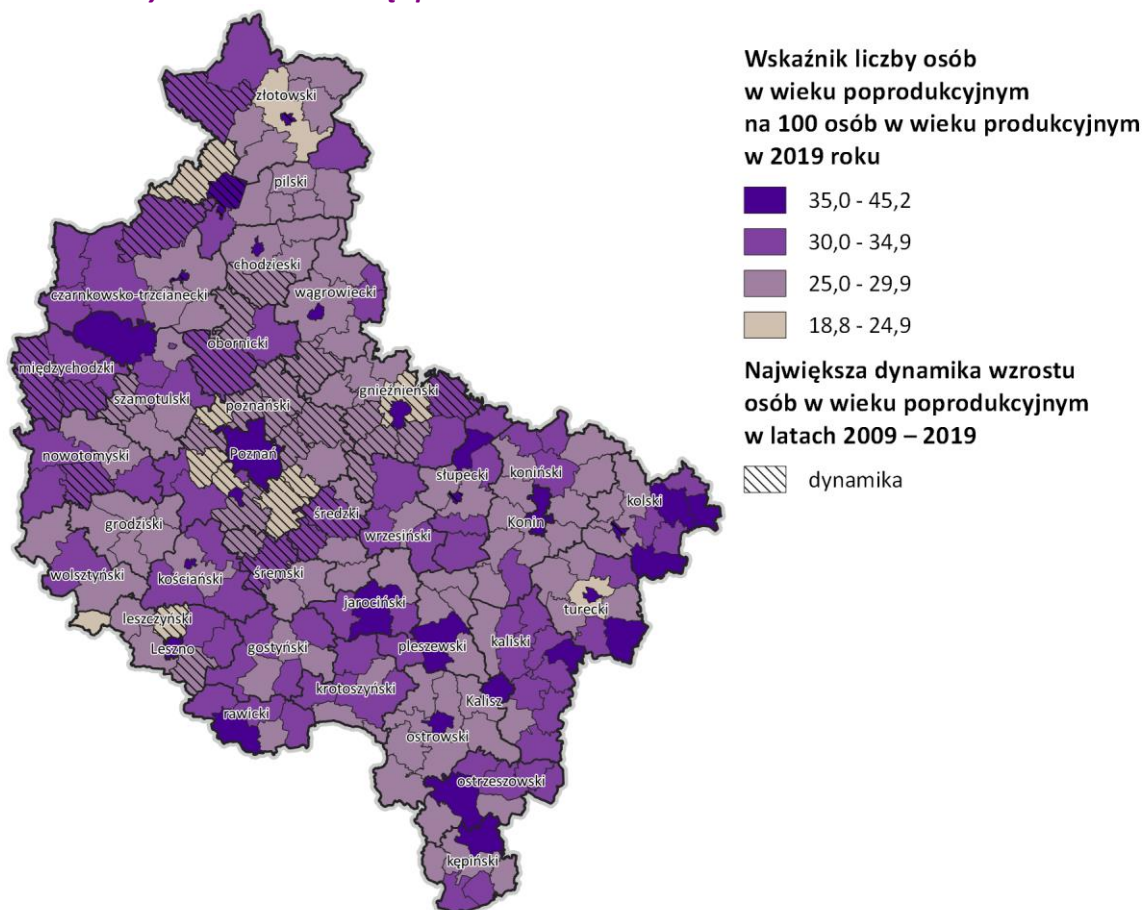 Wskaźnik liczby osób
w wieku poprodukcyjnym
na 100 osób w wieku produkcyjnym
w 2019 roku
35,0 - 45,2
30,0 - 34,9
25,0 - 29,9
18,8 - 24,9
Największa dynamika wzrostu
osób w wieku poprodukcyjnym
w latach 2009 – 2019
dynamika
złotowski
pilski
chodzieski
czarnkowsko-trzcianecki
wągrowiecki
obornicki
międzychodzki
szamotulski
poznański
gnieźnieński
Poznań
nowotomyski
słupecki
koniński
kolski
grodziski
średzki
wrzesiński
Konin
wolsztyński
kościański
śremski
jarociński
turecki
leszczyński
Leszno
gostyński
pleszewski
kaliski
krotoszyński
Kalisz
rawicki
ostrowski
ostrzeszowski
kępiński